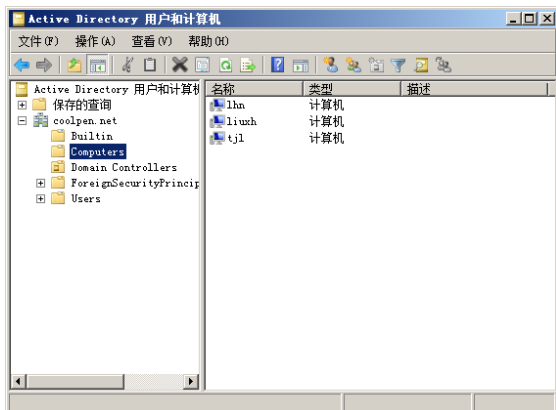 Active Directory 用户和计算机
文件(F) 操作(A) 查看(V) 帮助(H)
Active Directory 用户和计算机
保存的查询
coolpen.net
Builtin
Computers
Domain Controllers
ForeignSecurityPrincip
Users
名称 类型 描述
lhn 计算机
liuxh 计算机
tjl 计算机